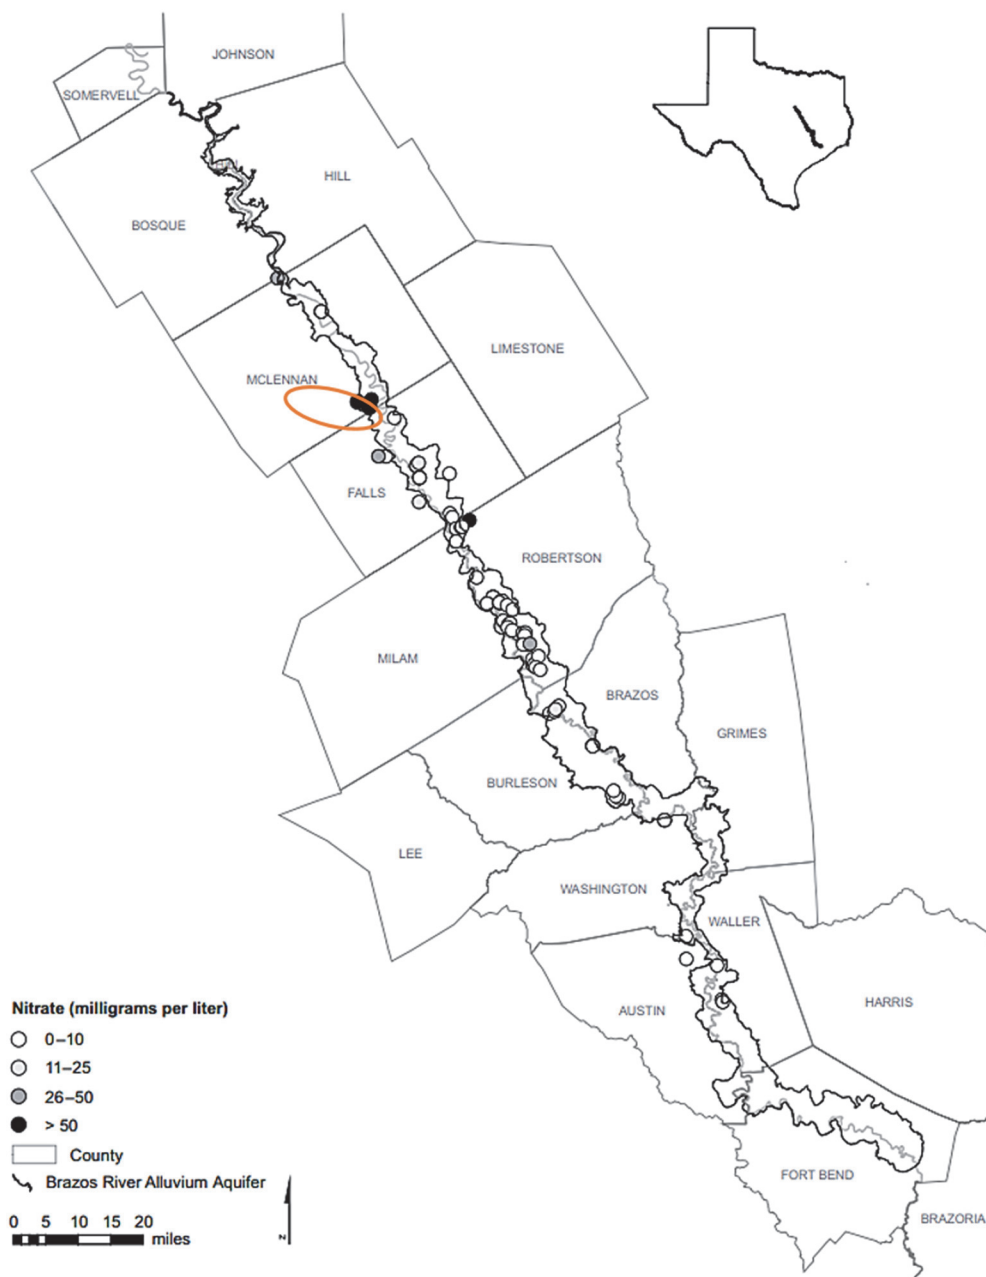 JOHNSON
SOMERVELL
HILL
BOSQUE
LIMESTONE
MCLENNAN
FALLS
ROBERTSON
MILAM
BRAZOS
GRIMES
BURLESON
LEE
WASHINGTON
WALLER
AUSTIN
HARRIS
FORT BEND
BRAZORIA
Nitrate (milligrams per liter)
0–10
11–25
26–50
> 50
County
Brazos River Alluvium Aquifer
0 5 10 15 20
miles
N